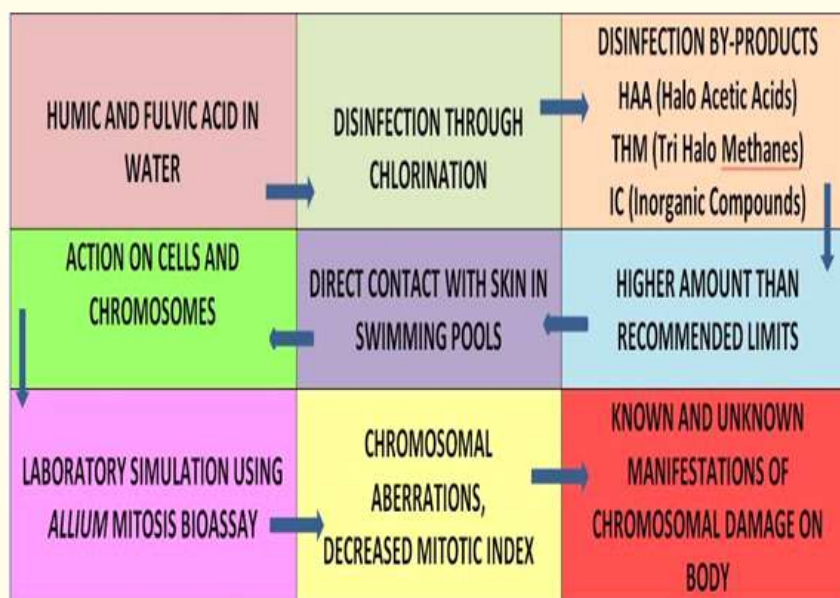 HUMIC AND FULVIC ACID IN
WATER
DISINFECTION THROUGH
CHLORINATION
DISINFECTION BY-PRODUCTS
HAA (Halo Acetic Acids)
THM (Tri Halo Methanes)
IC (Inorganic Compounds)
HIGHER AMOUNT THAN
RECOMMENDED LIMITS
DIRECT CONTACT WITH SKIN IN
SWIMMING POOLS
ACTION ON CELLS AND
CHROMOSOMES
LABORATORY SIMULATION USING
ALLIUM MITOSIS BIOASSAY
CHROMOSOMAL
ABERRATIONS,
DECREASED MITOTIC INDEX
KNOWN AND UNKNOWN
MANIFESTATIONS OF
CHROMOSOMAL DAMAGE ON
BODY